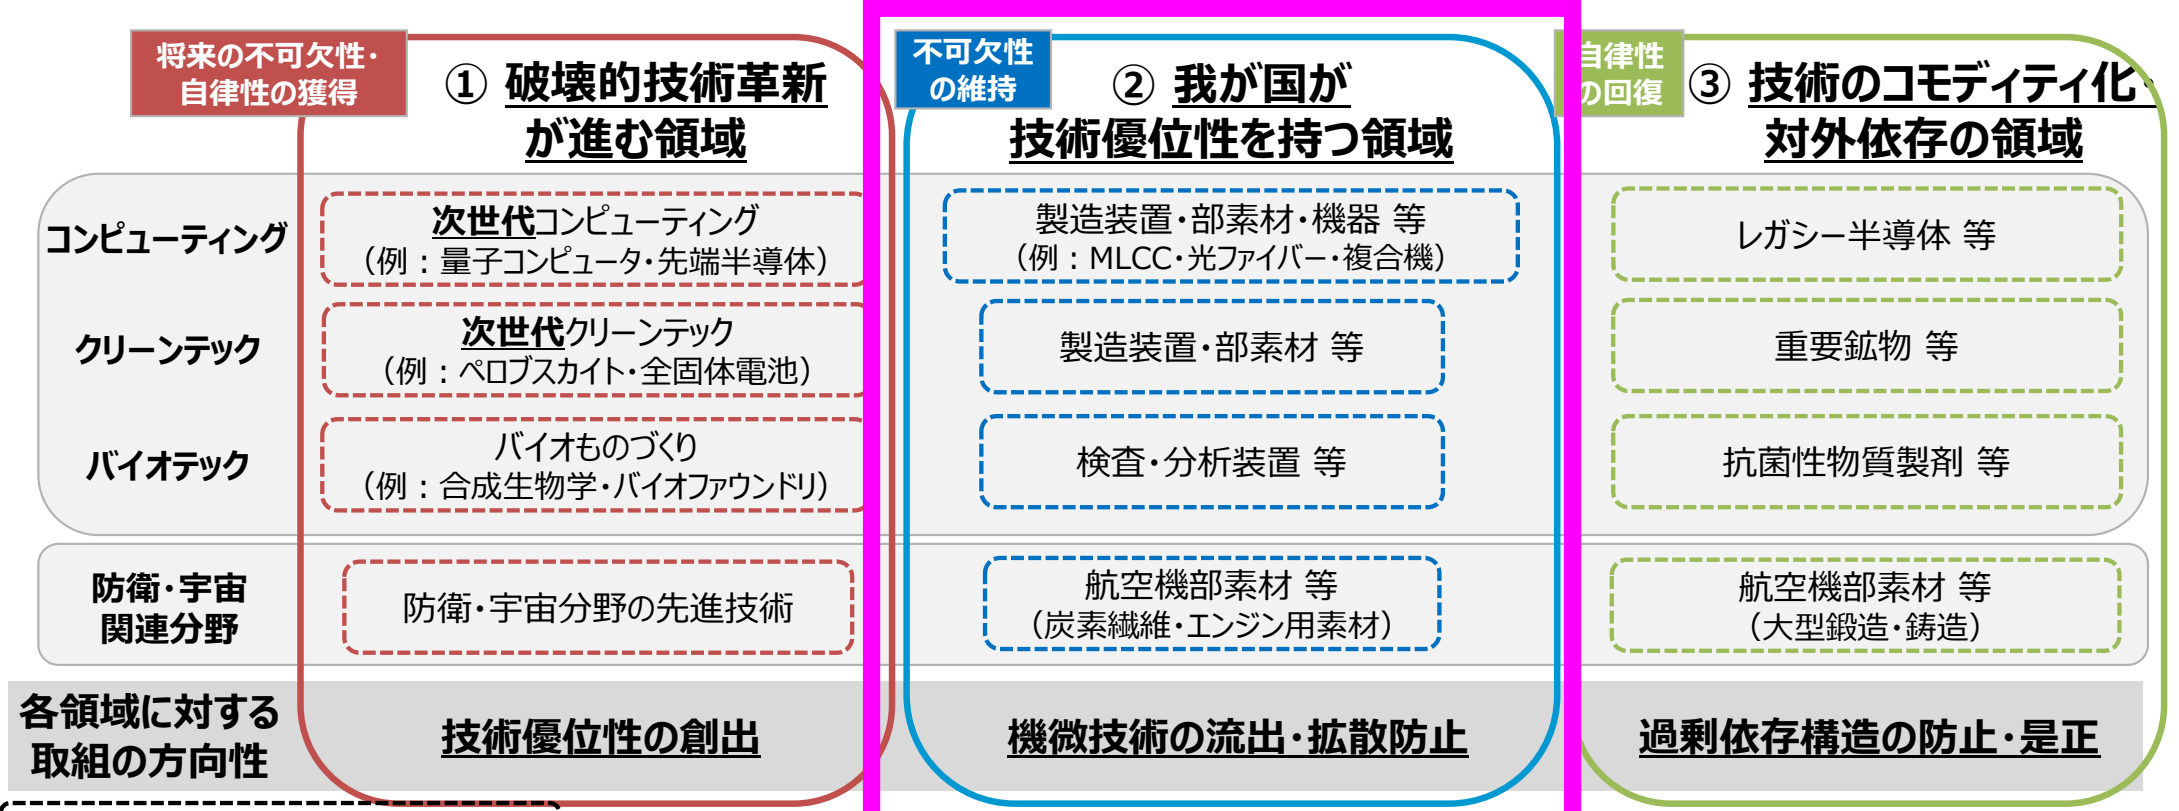 将来の不可欠性・
自律性の獲得
① 破壊的技術革新
が進む領域
不可欠性
の維持
② 我が国が
技術優位性を持つ領域
自律性
の回復
③ 技術のコモディティ化・
対外依存の領域
コンピューティング
次世代コンピューティング
（例：量子コンピュータ・先端半導体）
製造装置・部素材・機器 等
（例：MLCC・光ファイバー・複合機）
レガシー半導体 等
クリーンテック
次世代クリーンテック
（例：ペロブスカイト・全固体電池）
製造装置・部素材 等
重要鉱物 等
バイオテック
バイオものづくり
（例：合成生物学・バイオファウンドリ）
検査・分析装置 等
抗菌性物質製剤 等
防衛・宇宙
関連分野
防衛・宇宙分野の先進技術
航空機部素材 等
（炭素繊維・エンジン用素材）
航空機部素材 等
（大型鍛造・鋳造）
各領域に対する
取組の方向性
技術優位性の創出
機微技術の流出・拡散防止
過剰依存構造の防止・是正